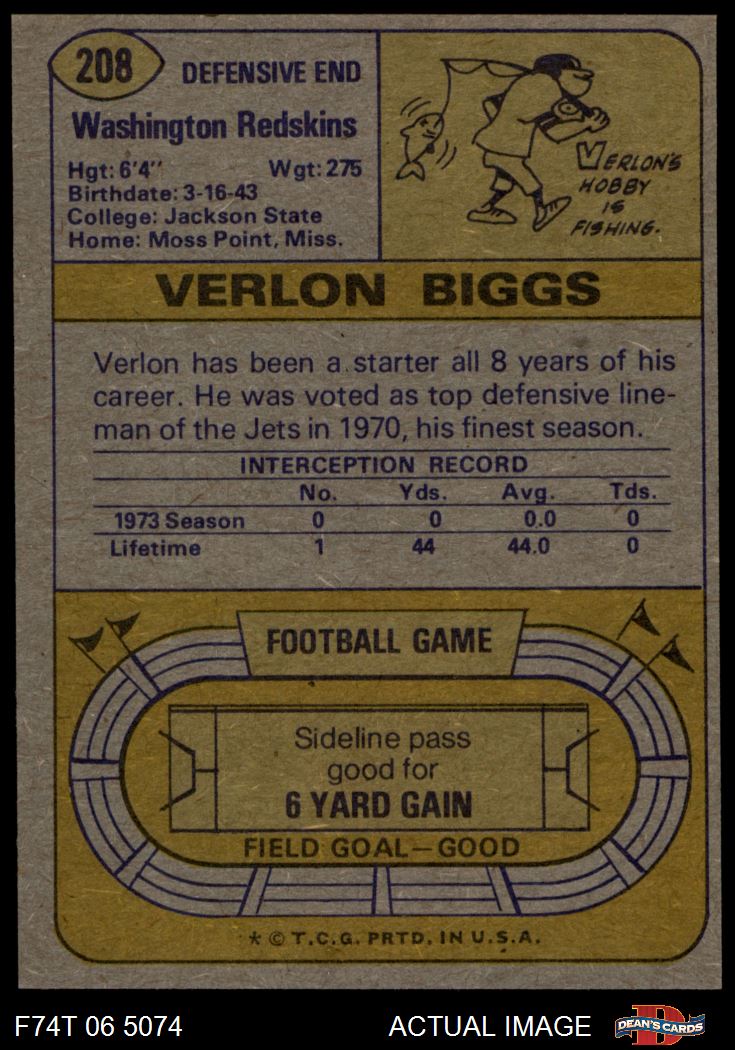 208
DEFENSIVE END
Washington Redskins
Hgt: 6'4" Wgt: 275
Birthdate: 3-16-43
College: Jackson State
Home: Moss Point, Miss.
VERLON'S
HOBBY
IS
FISHING.
VERLON BIGGS
Verlon has been a starter all 8 years of his
career. He was voted as top defensive line-
man of the Jets in 1970, his finest season.
INTERCEPTION RECORD
No. Yds. Avg. Tds.
1973 Season 0 0 0.0 0
Lifetime 1 44 44.0 0
FOOTBALL GAME
Sideline pass
good for
6 YARD GAIN
FIELD GOAL—GOOD
* © T.C.G. PRTD. IN U.S.A.
F74T 06 5074 ACTUAL IMAGE
D
DEAN'S CARDS